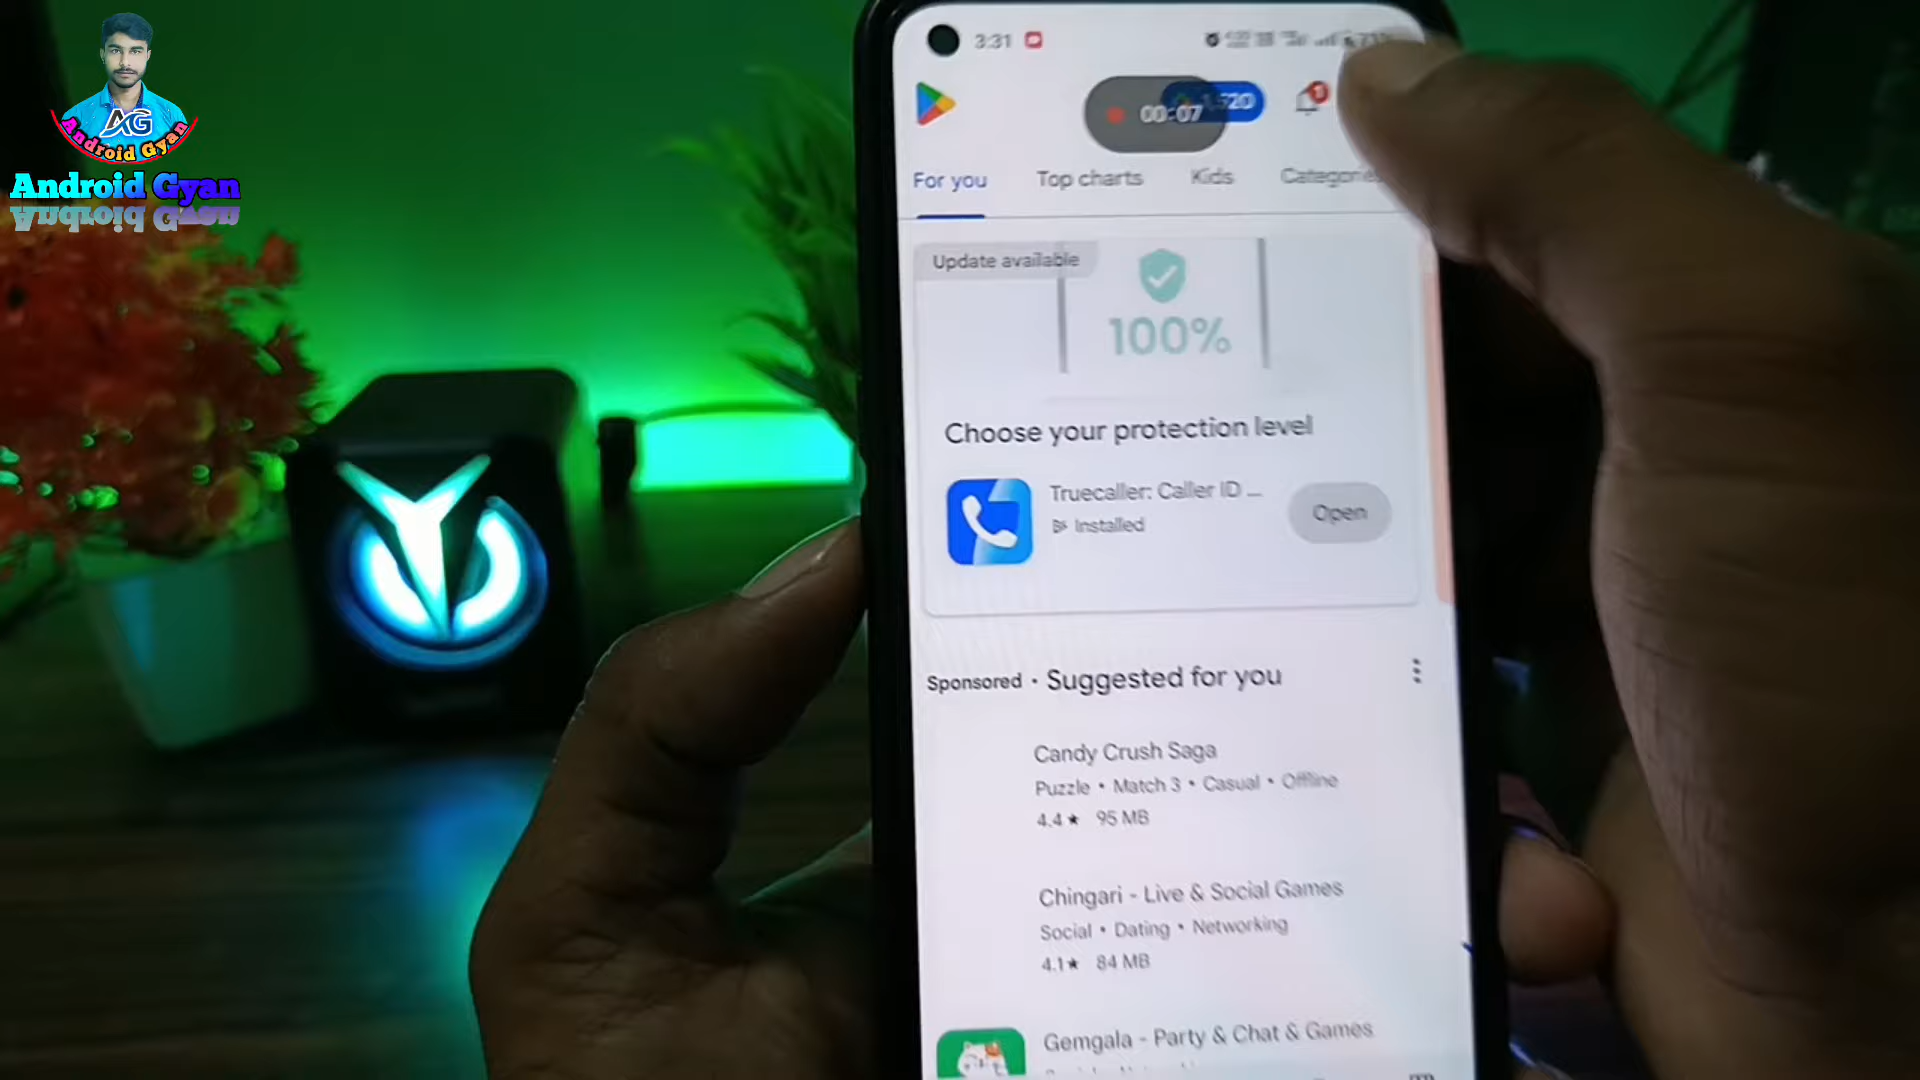 AG
Android Gyan
Android Gyan
3:31
00:07
1
For you
Top charts
Kids
Update available
100%
Choose your protection level
Truecaller: Caller ID ...
Installed
Open
Sponsored • Suggested for you
Candy Crush Saga
Puzzle • Match 3 • Casual • Offline
4.4★ 95 MB
Chingari - Live & Social Games
Social • Dating • Networking
4.1★ 84 MB
Gemgala - Party & Chat & Games